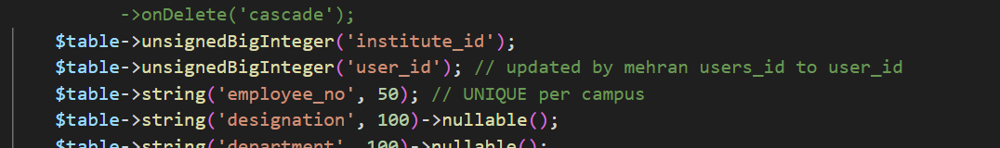 ->onDelete('cascade');
$table->unsignedBigInteger('institute_id');
$table->unsignedBigInteger('user_id'); // updated by mehran users_id to user_id
$table->string('employee_no', 50); // UNIQUE per campus
$table->string('designation', 100)->nullable();
$table->string('department', 100)->nullable();